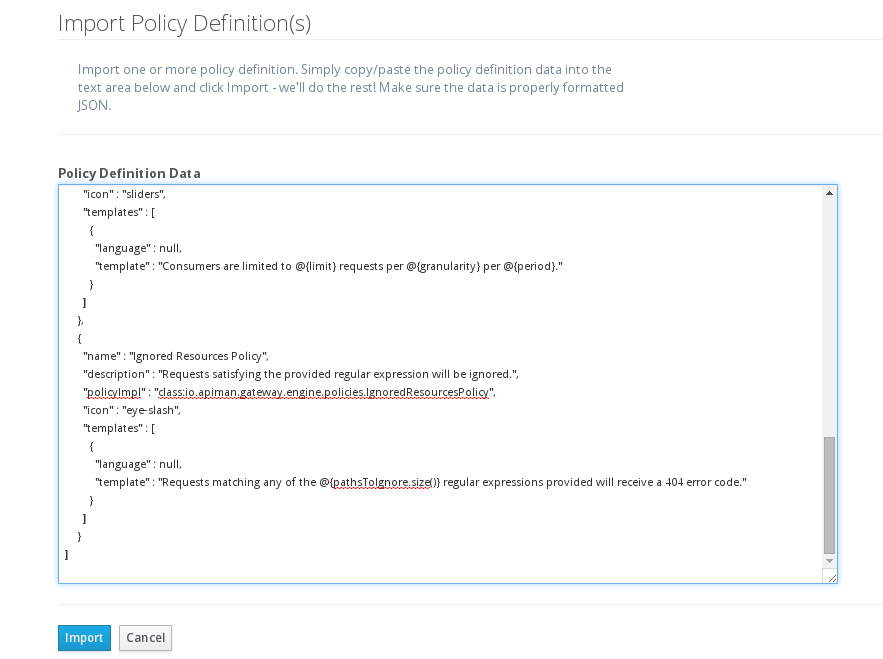 Import Policy Definition(s)
Import one or more policy definition. Simply copy/paste the policy definition data into the
text area below and click Import - we'll do the rest! Make sure the data is properly formatted
JSON.
Policy Definition Data
"icon" : "sliders",
"templates" : [
{
"language" : null,
"template" : "Consumers are limited to @{limit} requests per @{granularity} per @{period}."
}
]
},
{
"name" : "Ignored Resources Policy",
"description" : "Requests satisfying the provided regular expression will be ignored.",
"policyImpl" : "class:io.apiman.gateway.engine.policies.IgnoredResourcesPolicy",
"icon" : "eye-slash",
"templates" : [
{
"language" : null,
"template" : "Requests matching any of the @{pathsToIgnore.size()} regular expressions provided will receive a 404 error code."
}
]
}
]
Import Cancel